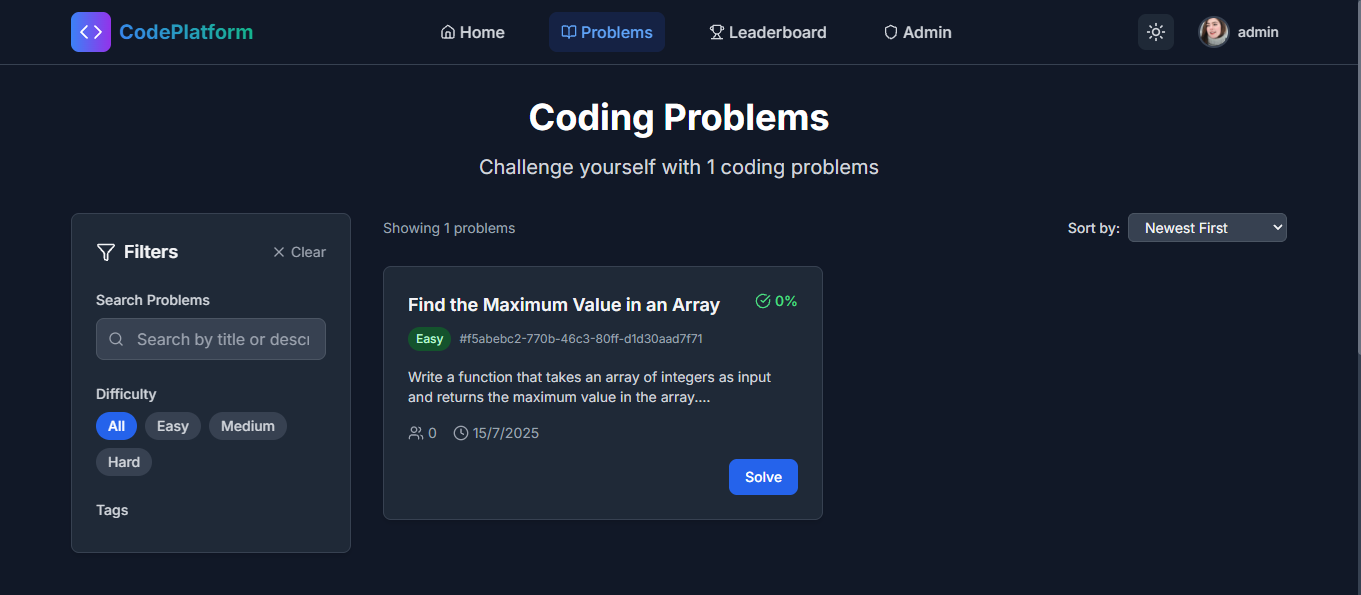 CodePlatform
Home
Problems
Leaderboard
Admin
admin
Coding Problems
Challenge yourself with 1 coding problems
Filters
Clear
Search Problems
Search by title or descr
Difficulty
All
Easy
Medium
Hard
Tags
Showing 1 problems
Sort by:
Newest First
Find the Maximum Value in an Array
0%
Easy
#f5abebc2-770b-46c3-80ff-d1d30aad7f71
Write a function that takes an array of integers as input
and returns the maximum value in the array....
0
15/7/2025
Solve